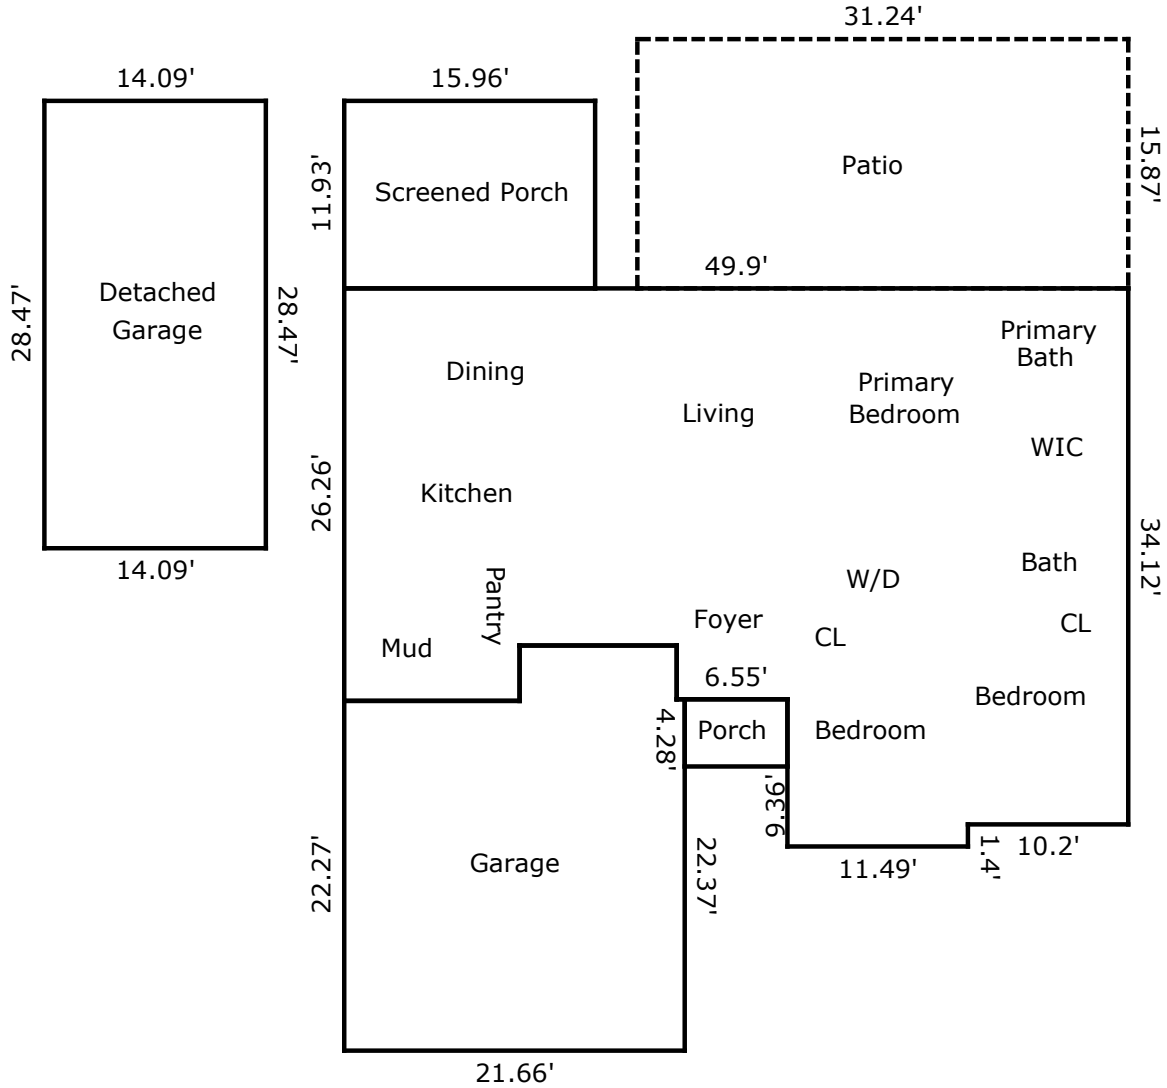 31.24'
14.09'
15.96'
15.87'
11.93'
Patio
Screened Porch
49.9'
Detached
Garage
28.47'
28.47'
Primary
Bath
Dining
Primary
Bedroom
Living
WIC
26.26'
Kitchen
34.12'
14.09'
Bath
W/D
Pantry
Foyer
CL
CL
Mud
6.55'
Bedroom
4.28'
Porch
Bedroom
9.36'
22.27'
Garage
22.37'
11.49'
1.4'
10.2'
21.66'